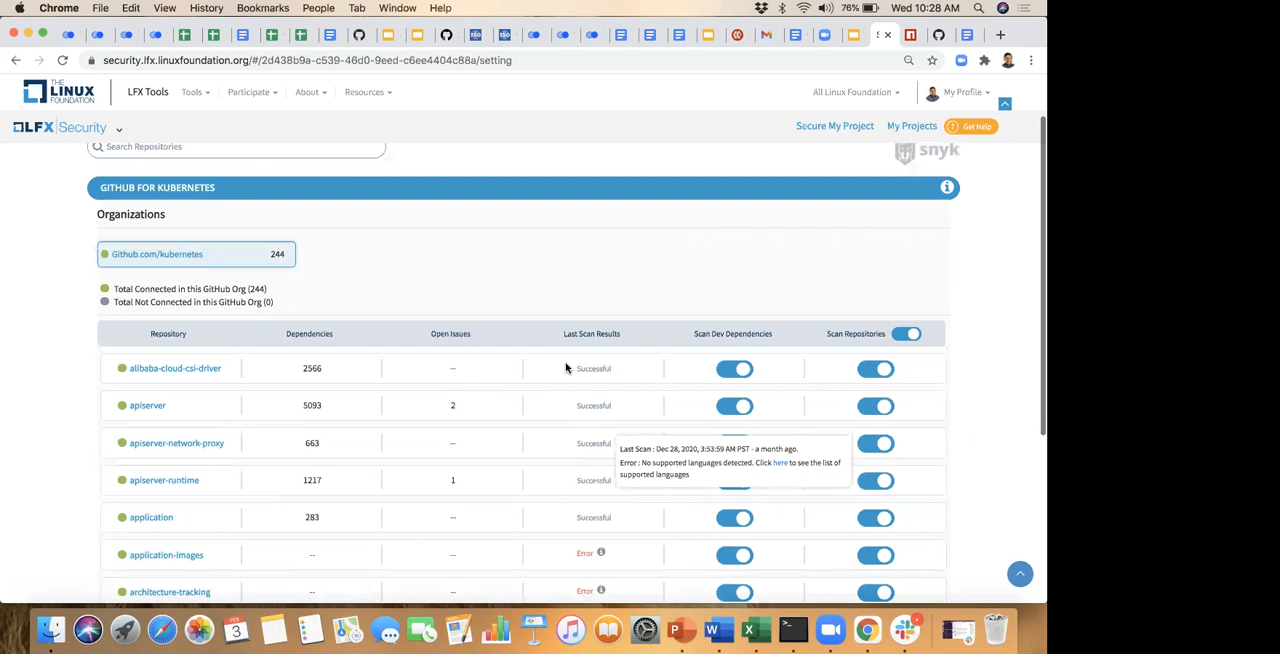 Chrome File Edit View History Bookmarks People Tab Window Help 76% Wed 10:28 AM
security.lfx.linuxfoundation.org/#/2d438b9a-c539-46d0-9eed-c6ee4404c88a/setting
THE LINUX FOUNDATION LFX Tools Tools Participate About Resources All Linux Foundation My Profile
LFX Security Secure My Project My Projects Get Help
Search Repositories snyk
GITHUB FOR KUBERNETES
Organizations
Github.com/kubernetes 244
Total Connected in this GitHub Org (244)
Total Not Connected in this GitHub Org (0)
Repository Dependencies Open Issues Last Scan Results Scan Dev Dependencies Scan Repositories
alibaba-cloud-csi-driver 2566 -- Successful
apiserver 5093 2 Successful
apiserver-network-proxy 663 -- Successful
Last Scan : Dec 28, 2020, 3:53:59 AM PST - a month ago.
Error : No supported languages detected. Click here to see the list of
supported languages
apiserver-runtime 1217 1 Successful
application 283 -- Successful
application-images -- -- Error
architecture-tracking -- -- Error
FEB
3